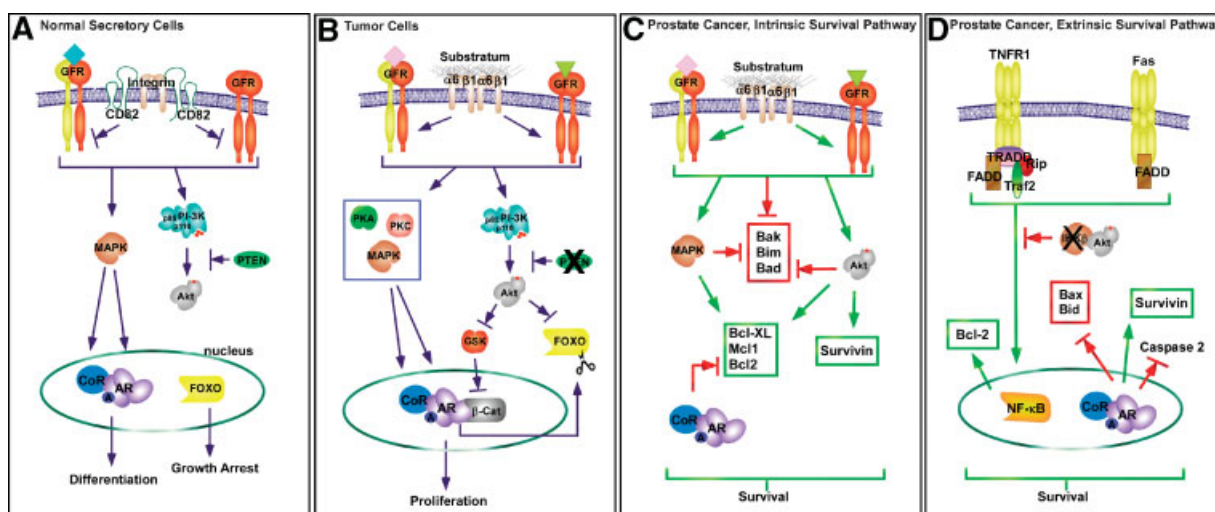 A Normal Secretory Cells
GFR
Integrin
CD82
CD82
GFR
PI-3K
MAPK
PTEN
Akt
nucleus
CoR
A
AR
FOXO
Differentiation
Growth Arrest
B Tumor Cells
GFR
Substratum
α6 β1 α6 β1
GFR
PKA
PKC
MAPK
p85 PI-3K
p110
Akt
GSK
FOXO
CoR
A
AR
β-Cat
Proliferation
C Prostate Cancer, Intrinsic Survival Pathway
GFR
Substratum
α6 β1 α6 β1
GFR
MAPK
Bak
Bim
Bad
Akt
Bcl-XL
Mcl1
Bcl2
Survivin
CoR
A
AR
Survival
D Prostate Cancer, Extrinsic Survival Pathwa
TNFR1
Fas
TRADD
Rip
FADD
Traf2
FADD
Akt
Bax
Bid
Survivin
Bcl-2
Caspase 2
NF-κB
CoR
A
AR
Survival